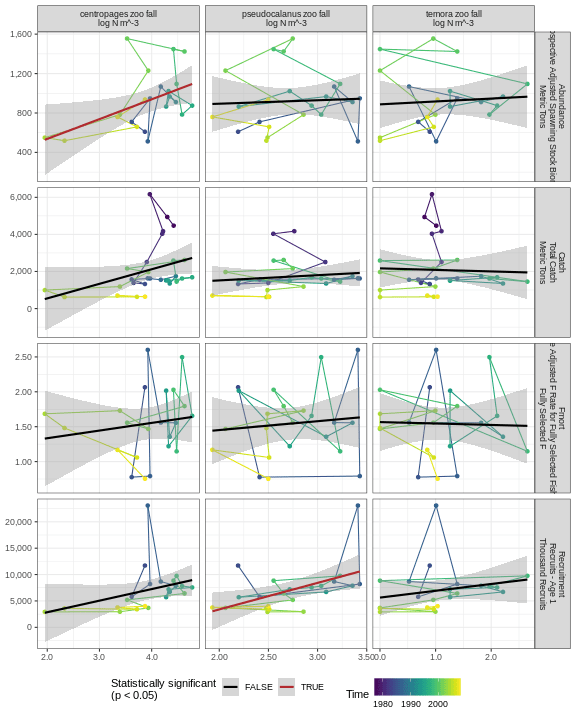 centropages zoo fall
log N m^-3
pseudocalanus zoo fall
log N m^-3
temora zoo fall
log N m^-3
1,600
1,200
800
400
Abundance
Adjusted Spawning Stock
Metric Tons
6,000
4,000
2,000
0
Catch
Total Catch
Metric Tons
2.50
2.00
1.50
1.00
Fmort
Adjusted F Rate for Fully Selected
Fully Selected F
20,000
15,000
10,000
5,000
0
Recruitment
Recruits - Age 1
Thousand Recruits
2.0
3.0
4.0
2.00
2.50
3.00
3.50
0.0
1.0
2.0
Statistically significant
(p < 0.05)
FALSE
TRUE
Time
1980
1990
2000